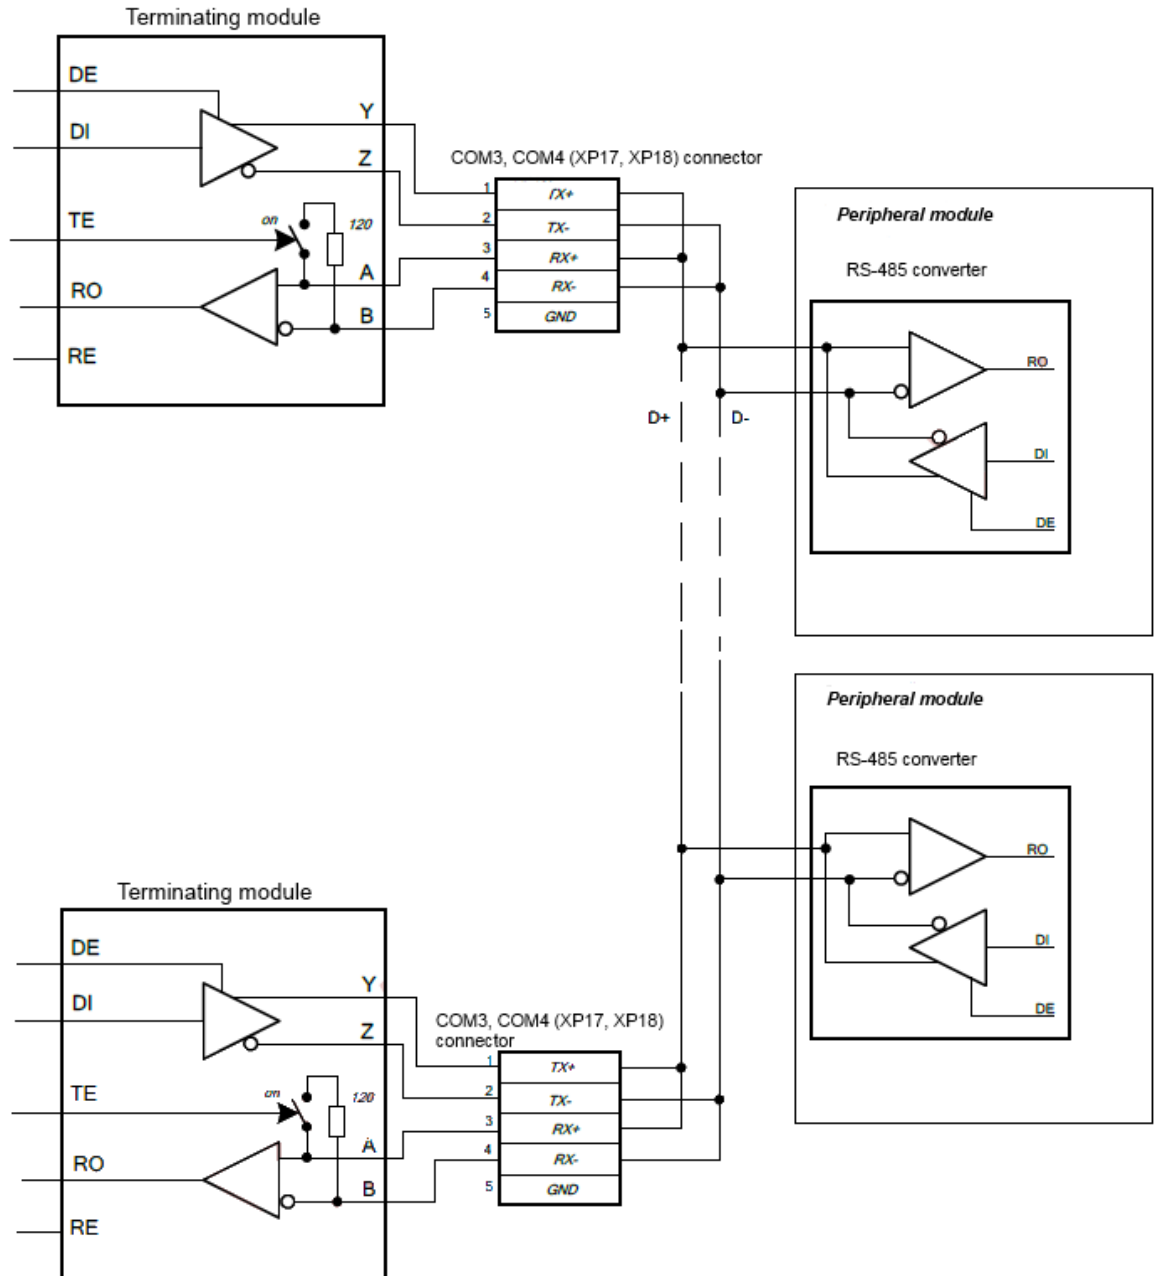 Terminating module
DE
DI
Y
Z
TE
on
120
A
RO
B
RE
COM3, COM4 (XP17, XP18) connector
1 TX+
2 TX-
3 RX+
4 RX-
5 GND
D+ D-
Peripheral module
RS-485 converter
RO
DI
DE
Peripheral module
RS-485 converter
RO
DI
DE
Terminating module
DE
DI
Y
Z
TE
on
120
A
RO
B
RE
COM3, COM4 (XP17, XP18)
connector
1 TX+
2 TX-
3 RX+
4 RX-
5 GND